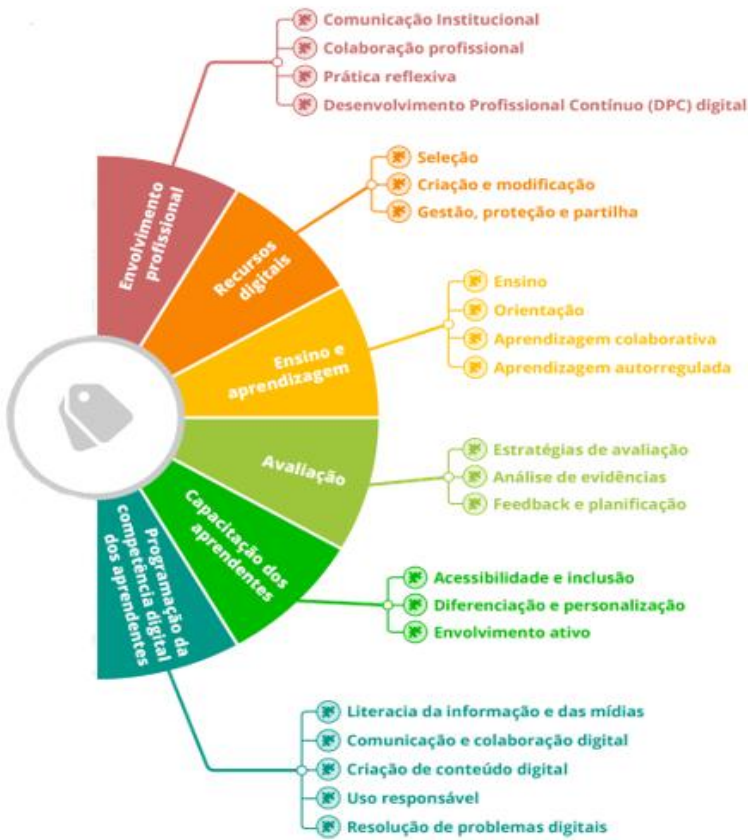 Comunicação Institucional
Colaboração profissional
Prática reflexiva
Desenvolvimento Profissional Contínuo (DPC) digital
Envolvimento
profissional
Seleção
Criação e modificação
Gestão, proteção e partilha
Recursos
digitais
Ensino
Orientação
Aprendizagem colaborativa
Aprendizagem autorregulada
Ensino e
aprendizagem
Estratégias de avaliação
Análise de evidências
Feedback e planificação
Avaliação
Acessibilidade e inclusão
Diferenciação e personalização
Envolvimento ativo
Capacitação dos
aprendentes
Programação da
competência digital
dos aprendentes
Literacia da informação e das mídias
Comunicação e colaboração digital
Criação de conteúdo digital
Uso responsável
Resolução de problemas digitais